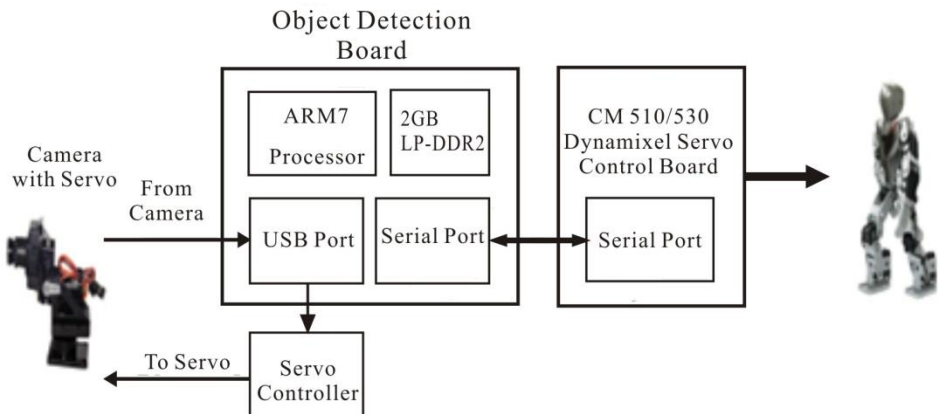 Object Detection
Board
ARM7
Processor
2GB
LP-DDR2
CM 510/530
Dynamixel Servo
Control Board
Camera
with Servo
From
Camera
USB Port
Serial Port
Serial Port
To Servo
Servo
Controller